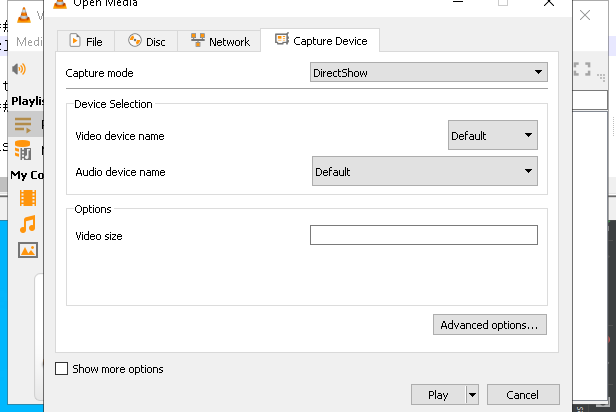 Open Media
File
Disc
Network
Capture Device
Medi
Capture mode
DirectShow
Playlis
Device Selection
Video device name
Default
Audio device name
Default
My Co
Options
Video size
Advanced options...
Show more options
Play
Cancel